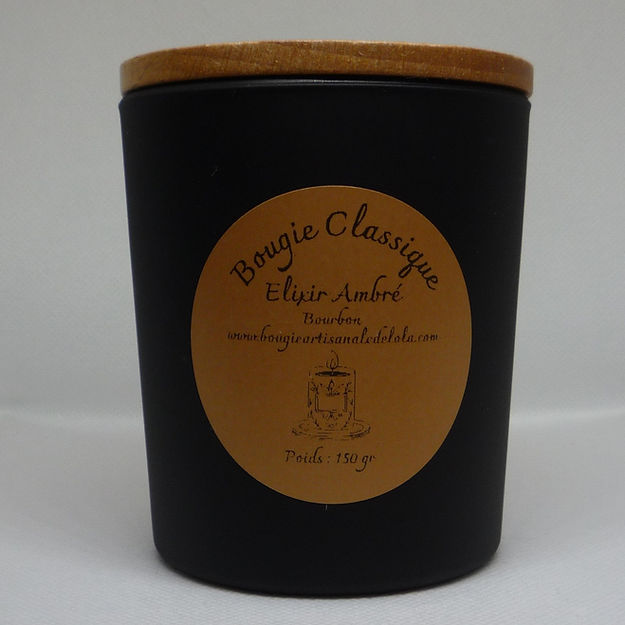 Bougie Classique
Elixir Ambré
Bourbon
www.bougieartisanaledelola.com
Poids : 150 gr